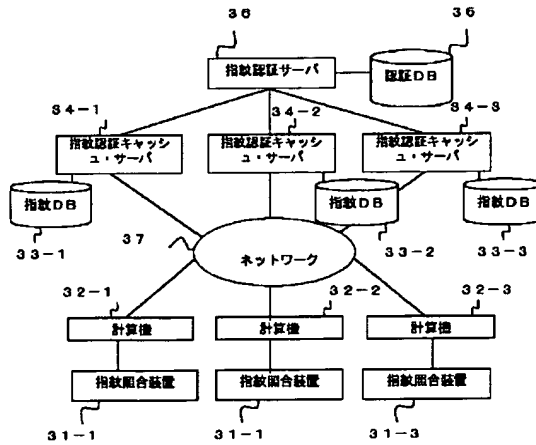 36
36
指紋認証サーバ
認証DB
34-1
34-2
34-3
指紋認証キャッシ
ュ・サーバ
指紋認証キャッシ
ュ・サーバ
指紋認証キャッシ
ュ・サーバ
指紋DB
指紋DB
指紋DB
33-1
37
33-2
33-3
ネットワーク
32-1
32-2
32-3
計算機
計算機
計算機
指紋照合装置
指紋照合装置
指紋照合装置
31-1
31-1
31-3